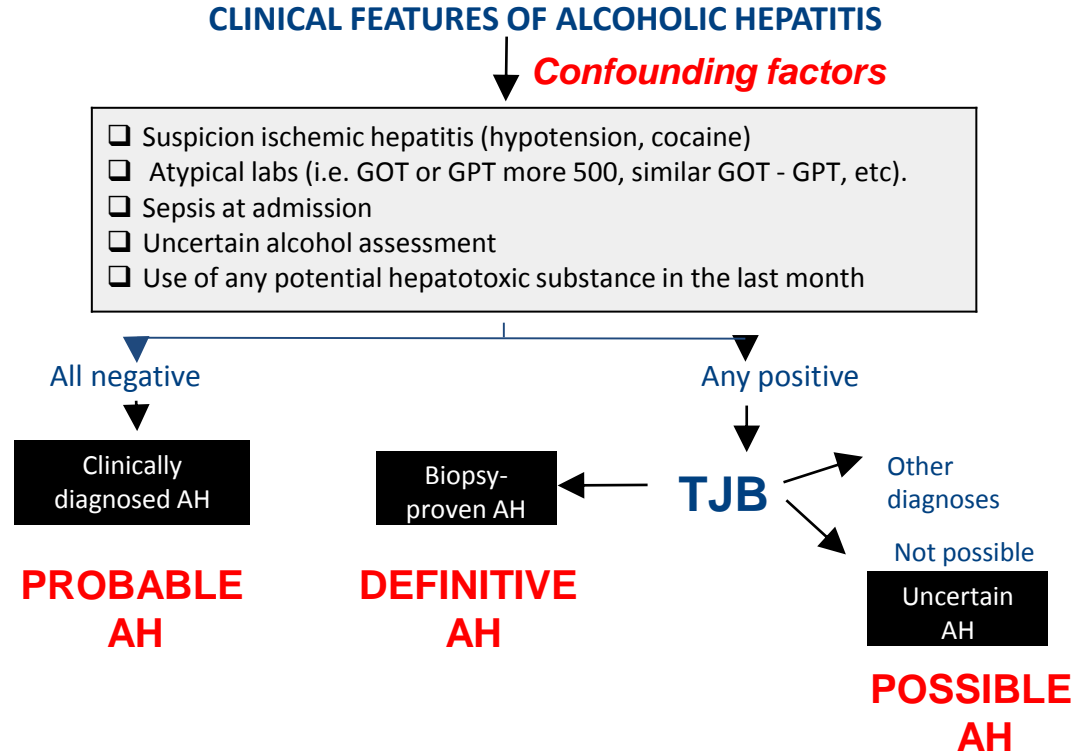 CLINICAL FEATURES OF ALCOHOLIC HEPATITIS
Confounding factors
❑ Suspicion ischemic hepatitis (hypotension, cocaine)
❑ Atypical labs (i.e. GOT or GPT more 500, similar GOT - GPT, etc).
❑ Sepsis at admission
❑ Uncertain alcohol assessment
❑ Use of any potential hepatotoxic substance in the last month
All negative
Any positive
Clinically
diagnosed AH
PROBABLE
AH
Biopsy-
proven AH
DEFINITIVE
AH
TJB
Other
diagnoses
Not possible
Uncertain
AH
POSSIBLE
AH